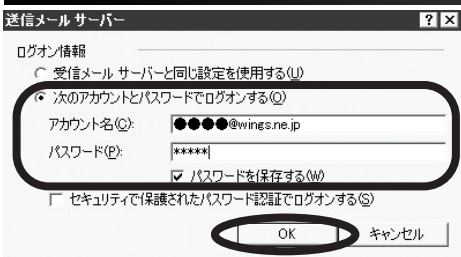 送信メール サーバー
ログオン情報
受信メール サーバーと同じ設定を使用する(U)
次のアカウントとパスワードでログオンする(O)
アカウント名(C): ●●●●@wings.ne.jp
パスワード(P): *****
パスワードを保存する(W)
セキュリティで保護されたパスワード認証でログオンする(S)
OK キャンセル